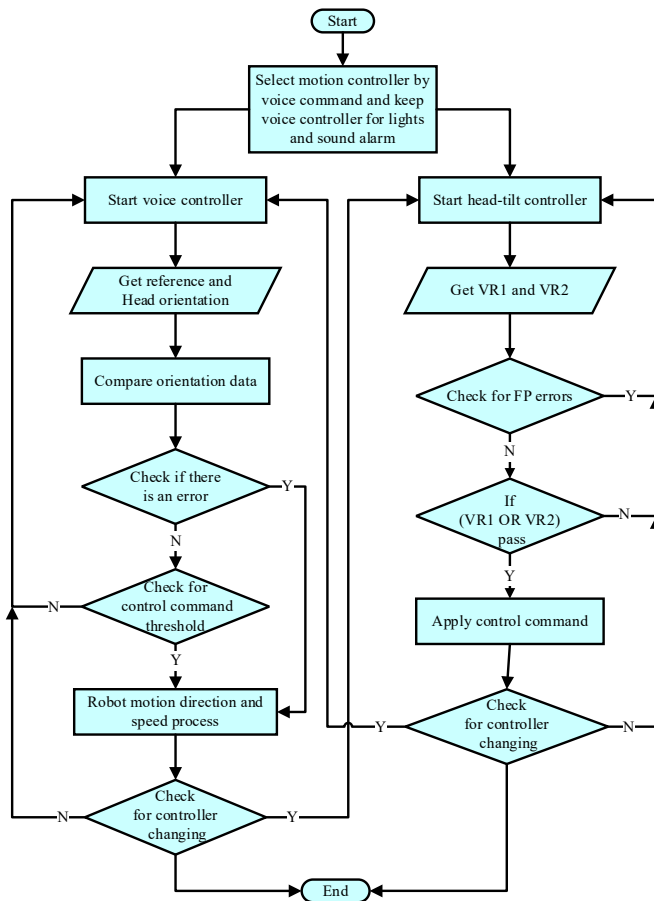 Start
Select motion controller by
voice command and keep
voice controller for lights
and sound alarm
Start voice controller
Start head-tilt controller
Get reference and
Head orientation
Get VR1 and VR2
Compare orientation data
Check for FP errors
Y
N
Check if there
is an error
Y
N
If
(VR1 OR VR2)
pass
N
Y
Check for
control command
threshold
N
Y
Apply control command
Robot motion direction and
speed process
Check
for controller
changing
Y
N
Check
for controller
changing
N
Y
End